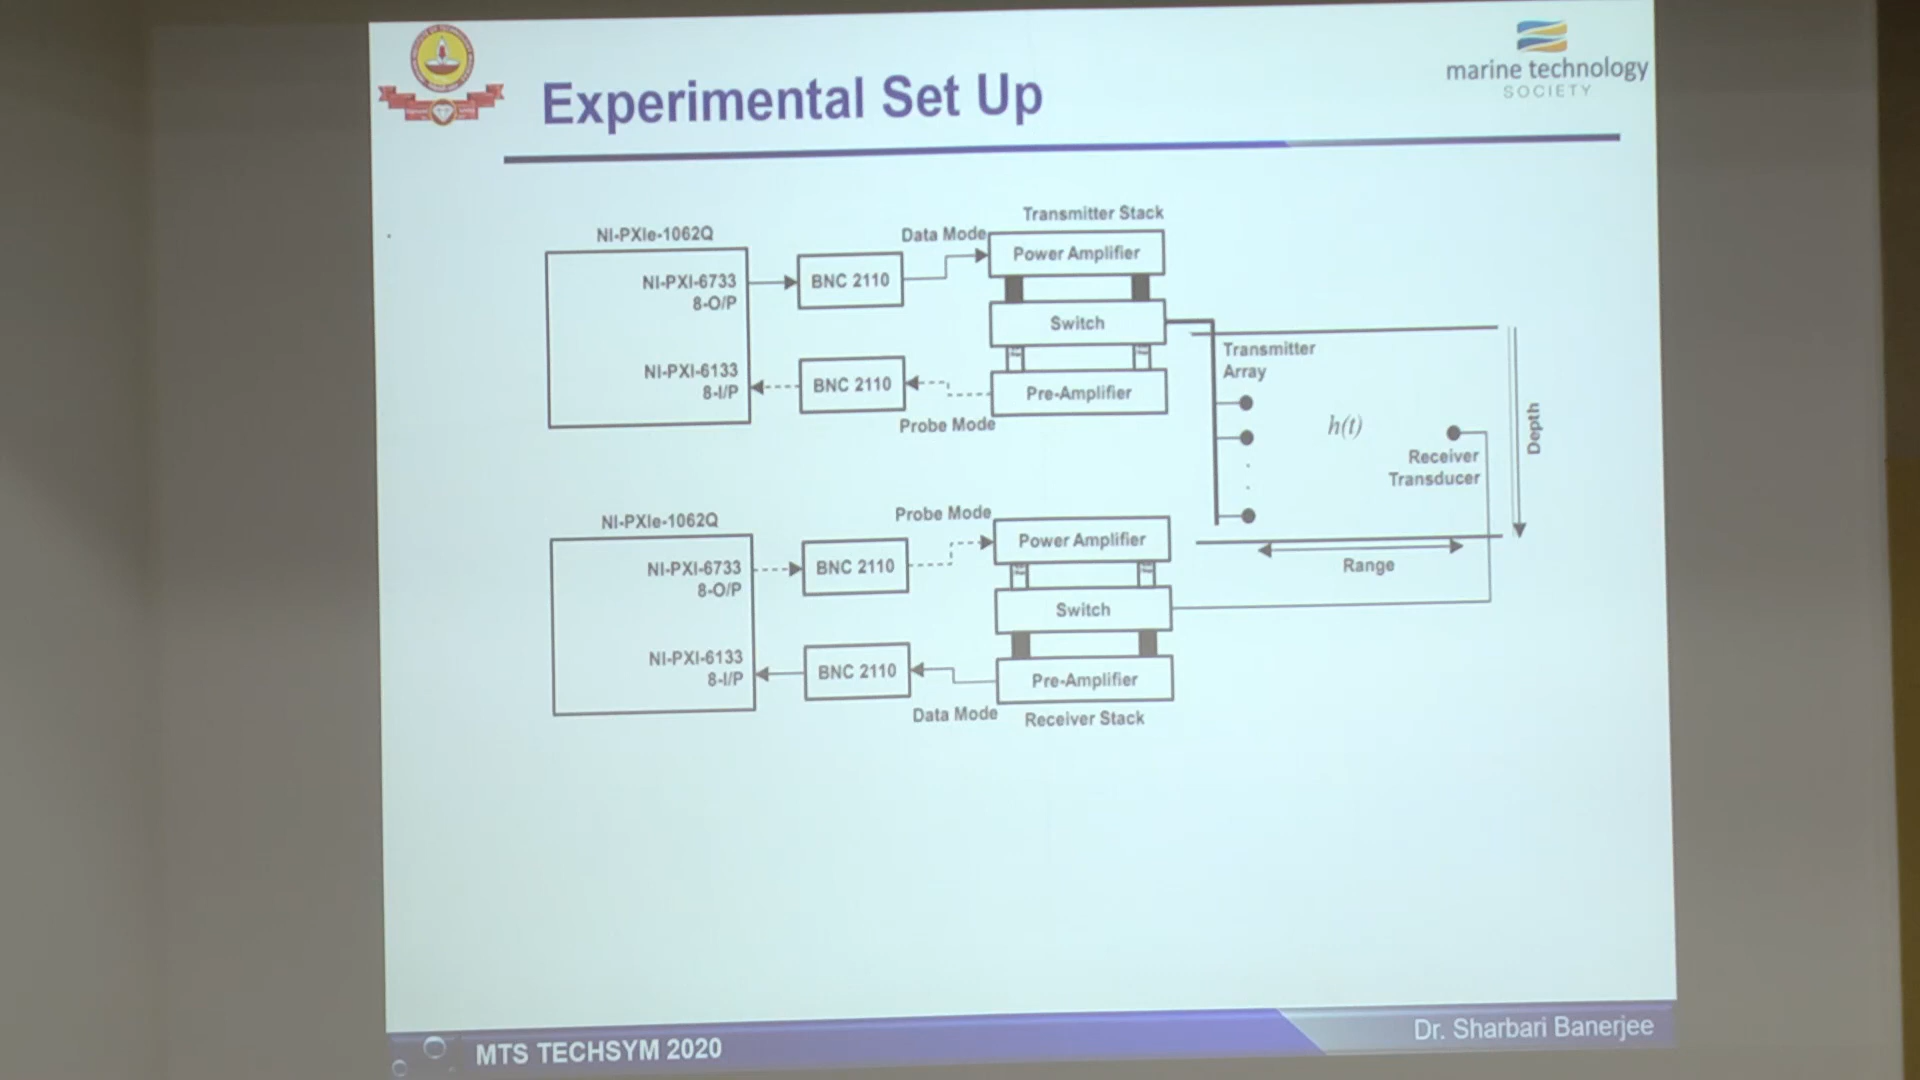 Experimental Set Up
marine technology
SOCIETY
NI-PXIe-1062Q
NI-PXI-6733
8-O/P
NI-PXI-6133
8-I/P
BNC 2110
BNC 2110
Data Mode
Probe Mode
Transmitter Stack
Power Amplifier
Switch
Pre-Amplifier
Transmitter
Array
h(t)
Receiver
Transducer
Depth
Range
NI-PXIe-1062Q
NI-PXI-6733
8-O/P
NI-PXI-6133
8-I/P
BNC 2110
BNC 2110
Probe Mode
Data Mode
Power Amplifier
Switch
Pre-Amplifier
Receiver Stack
MTS TECHSYM 2020
Dr. Sharbari Banerjee